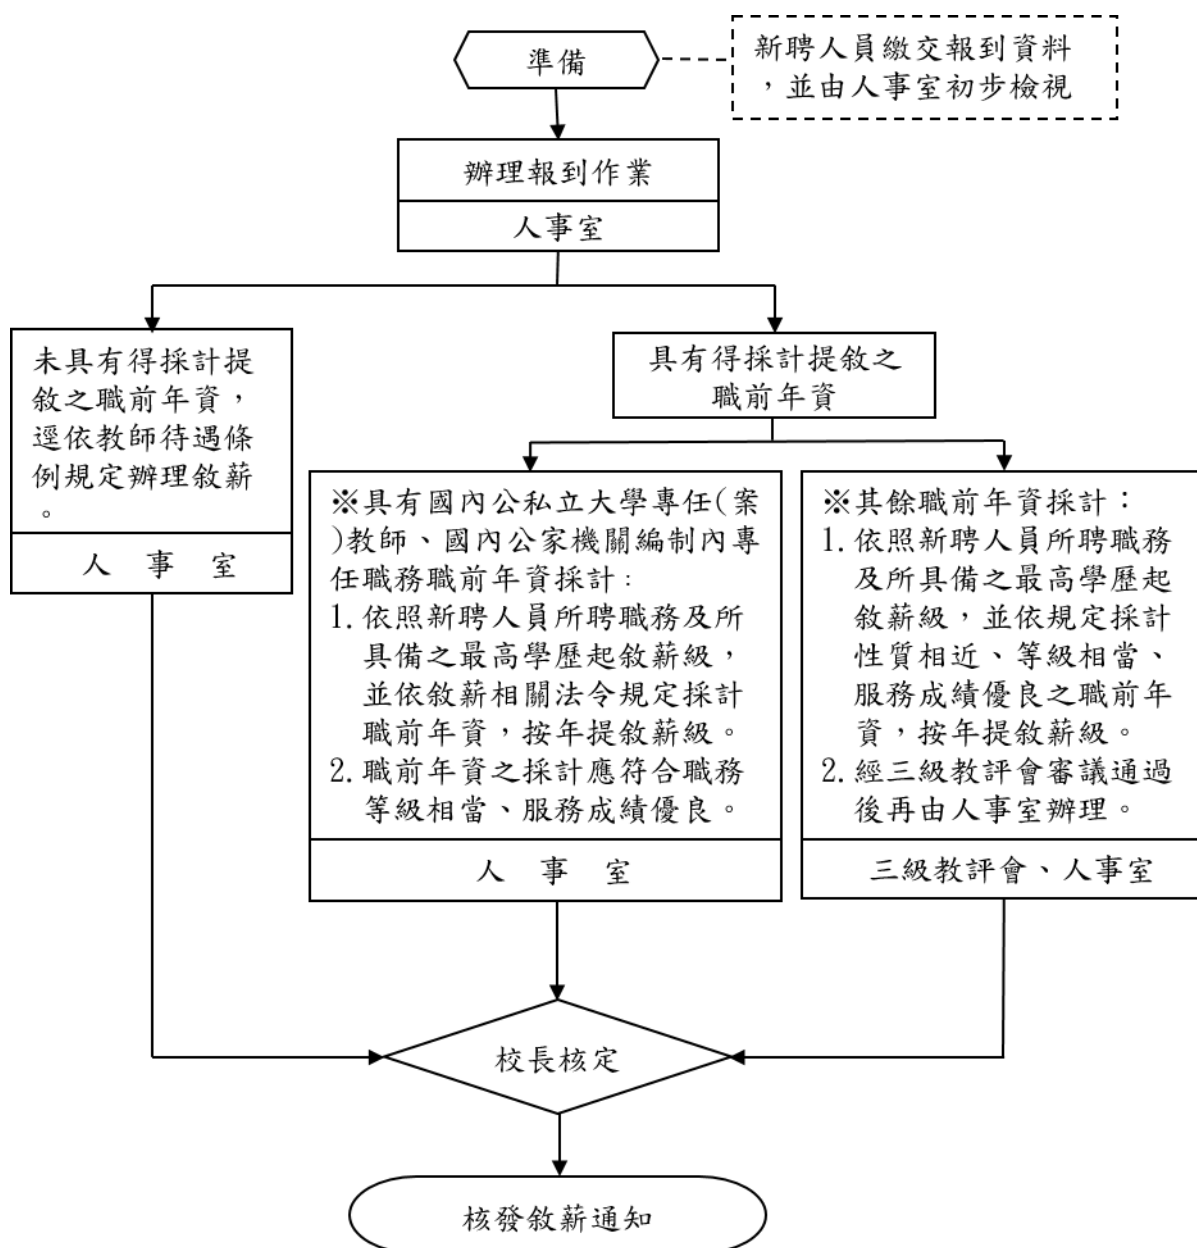 準備
新聘人員繳交報到資料
，並由人事室初步檢視
辦理報到作業
人事室
未具有得採計提
敘之職前年資，
逕依教師待遇條
例規定辦理敘薪
。
人 事 室
具有得採計提敘之
職前年資
※具有國內公私立大學專任(案
)教師、國內公家機關編制內專
任職務職前年資採計：
1. 依照新聘人員所聘職務及所
具備之最高學歷起敘薪級，
並依敘薪相關法令規定採計
職前年資，按年提敘薪級。
2. 職前年資之採計應符合職務
等級相當、服務成績優良。
人 事 室
※其餘職前年資採計：
1. 依照新聘人員所聘職務
及所具備之最高學歷起
敘薪級，並依規定採計
性質相近、等級相當、
服務成績優良之職前年
資，按年提敘薪級。
2. 經三級教評會審議通過
後再由人事室辦理。
三級教評會、人事室
校長核定
核發敘薪通知